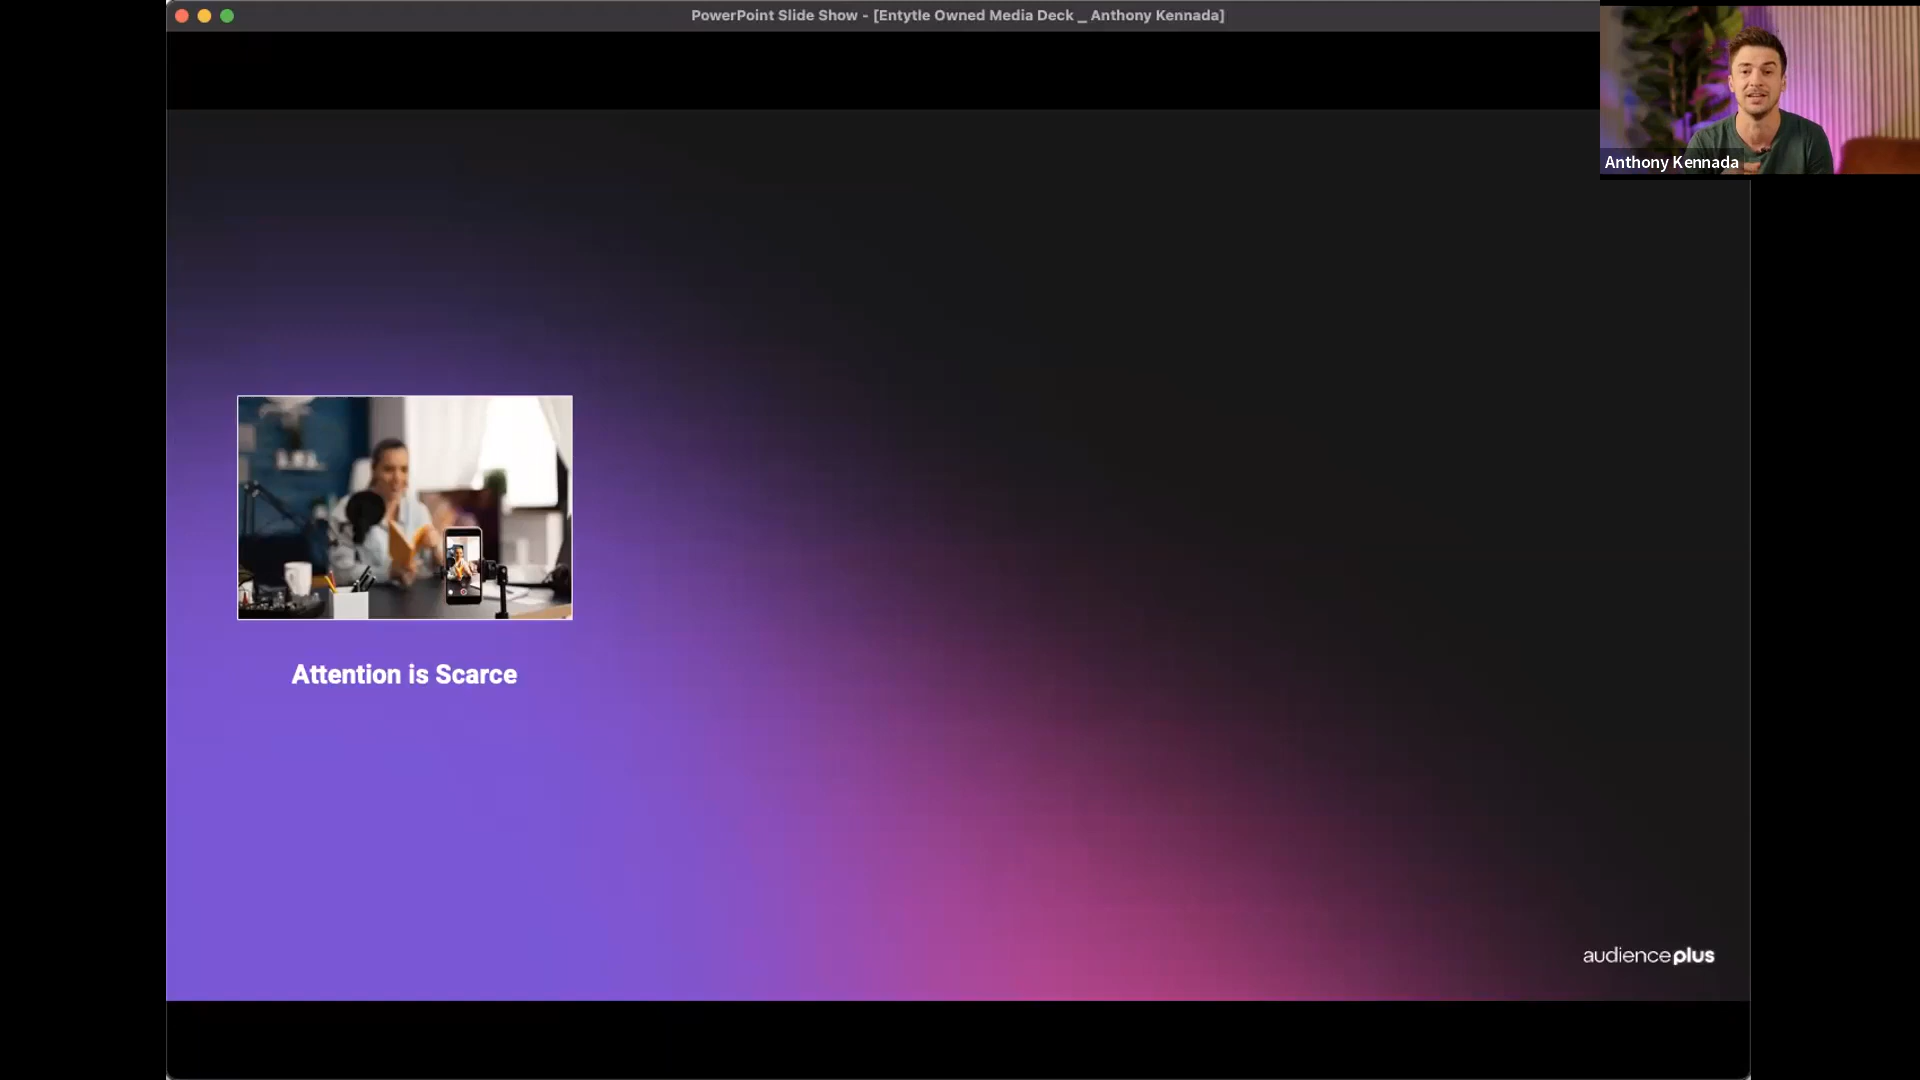 PowerPoint Slide Show - [Entytle Owned Media Deck _ Anthony Kennada]
Anthony Kennada
Attention is Scarce
audienceplus